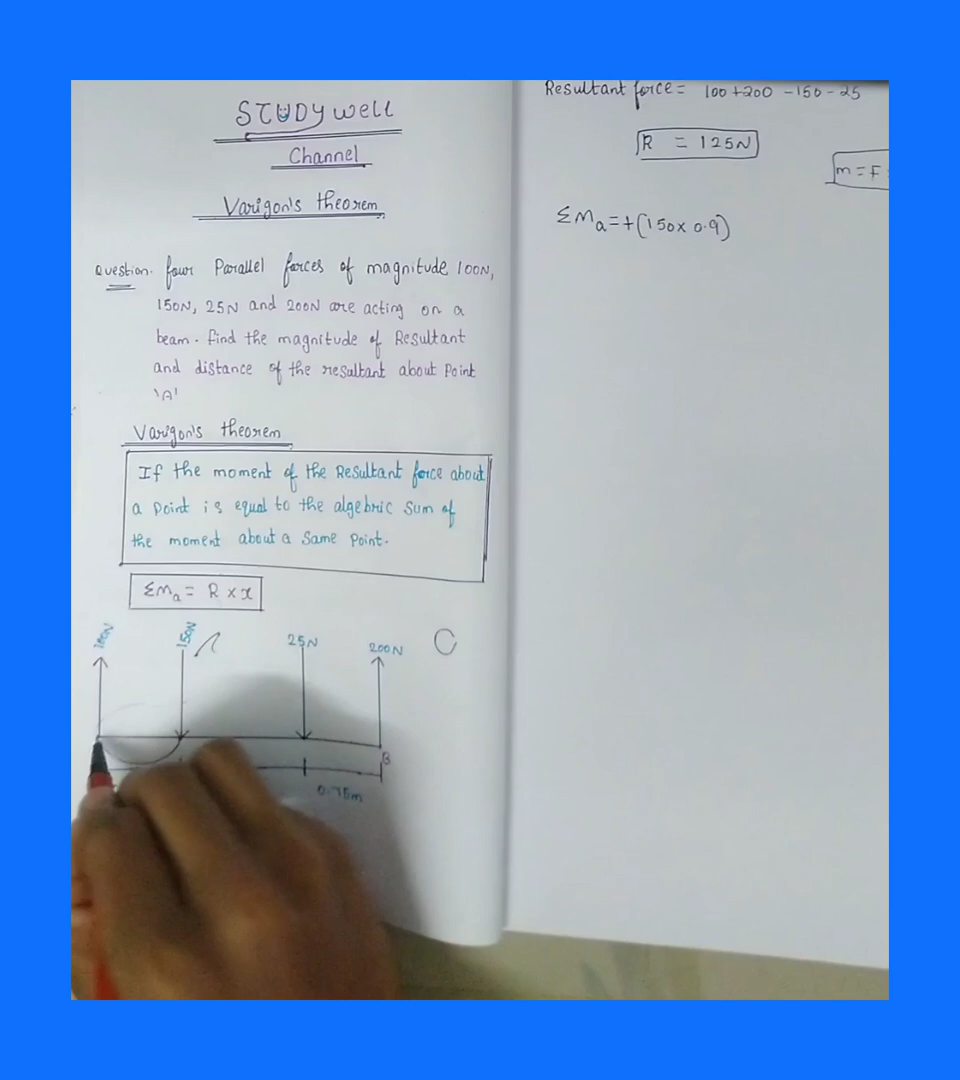 STUDY well
Channel
Varigon's theorem
Question. four Parallel forces of magnitude 100N,
150N, 25N and 200N are acting on a
beam. find the magnitude of Resultant
and distance of the resultant about Point
'A'
Varigon's theorem
If the moment of the Resultant force about
a point is equal to the algebric sum of
the moment about a same point.
ΣMa = R x x
100N
150N
25N
200N
B
0.75m
Resultant force = 100+200-150-25
R = 125N
m = F
ΣMa=+(150x0.9)